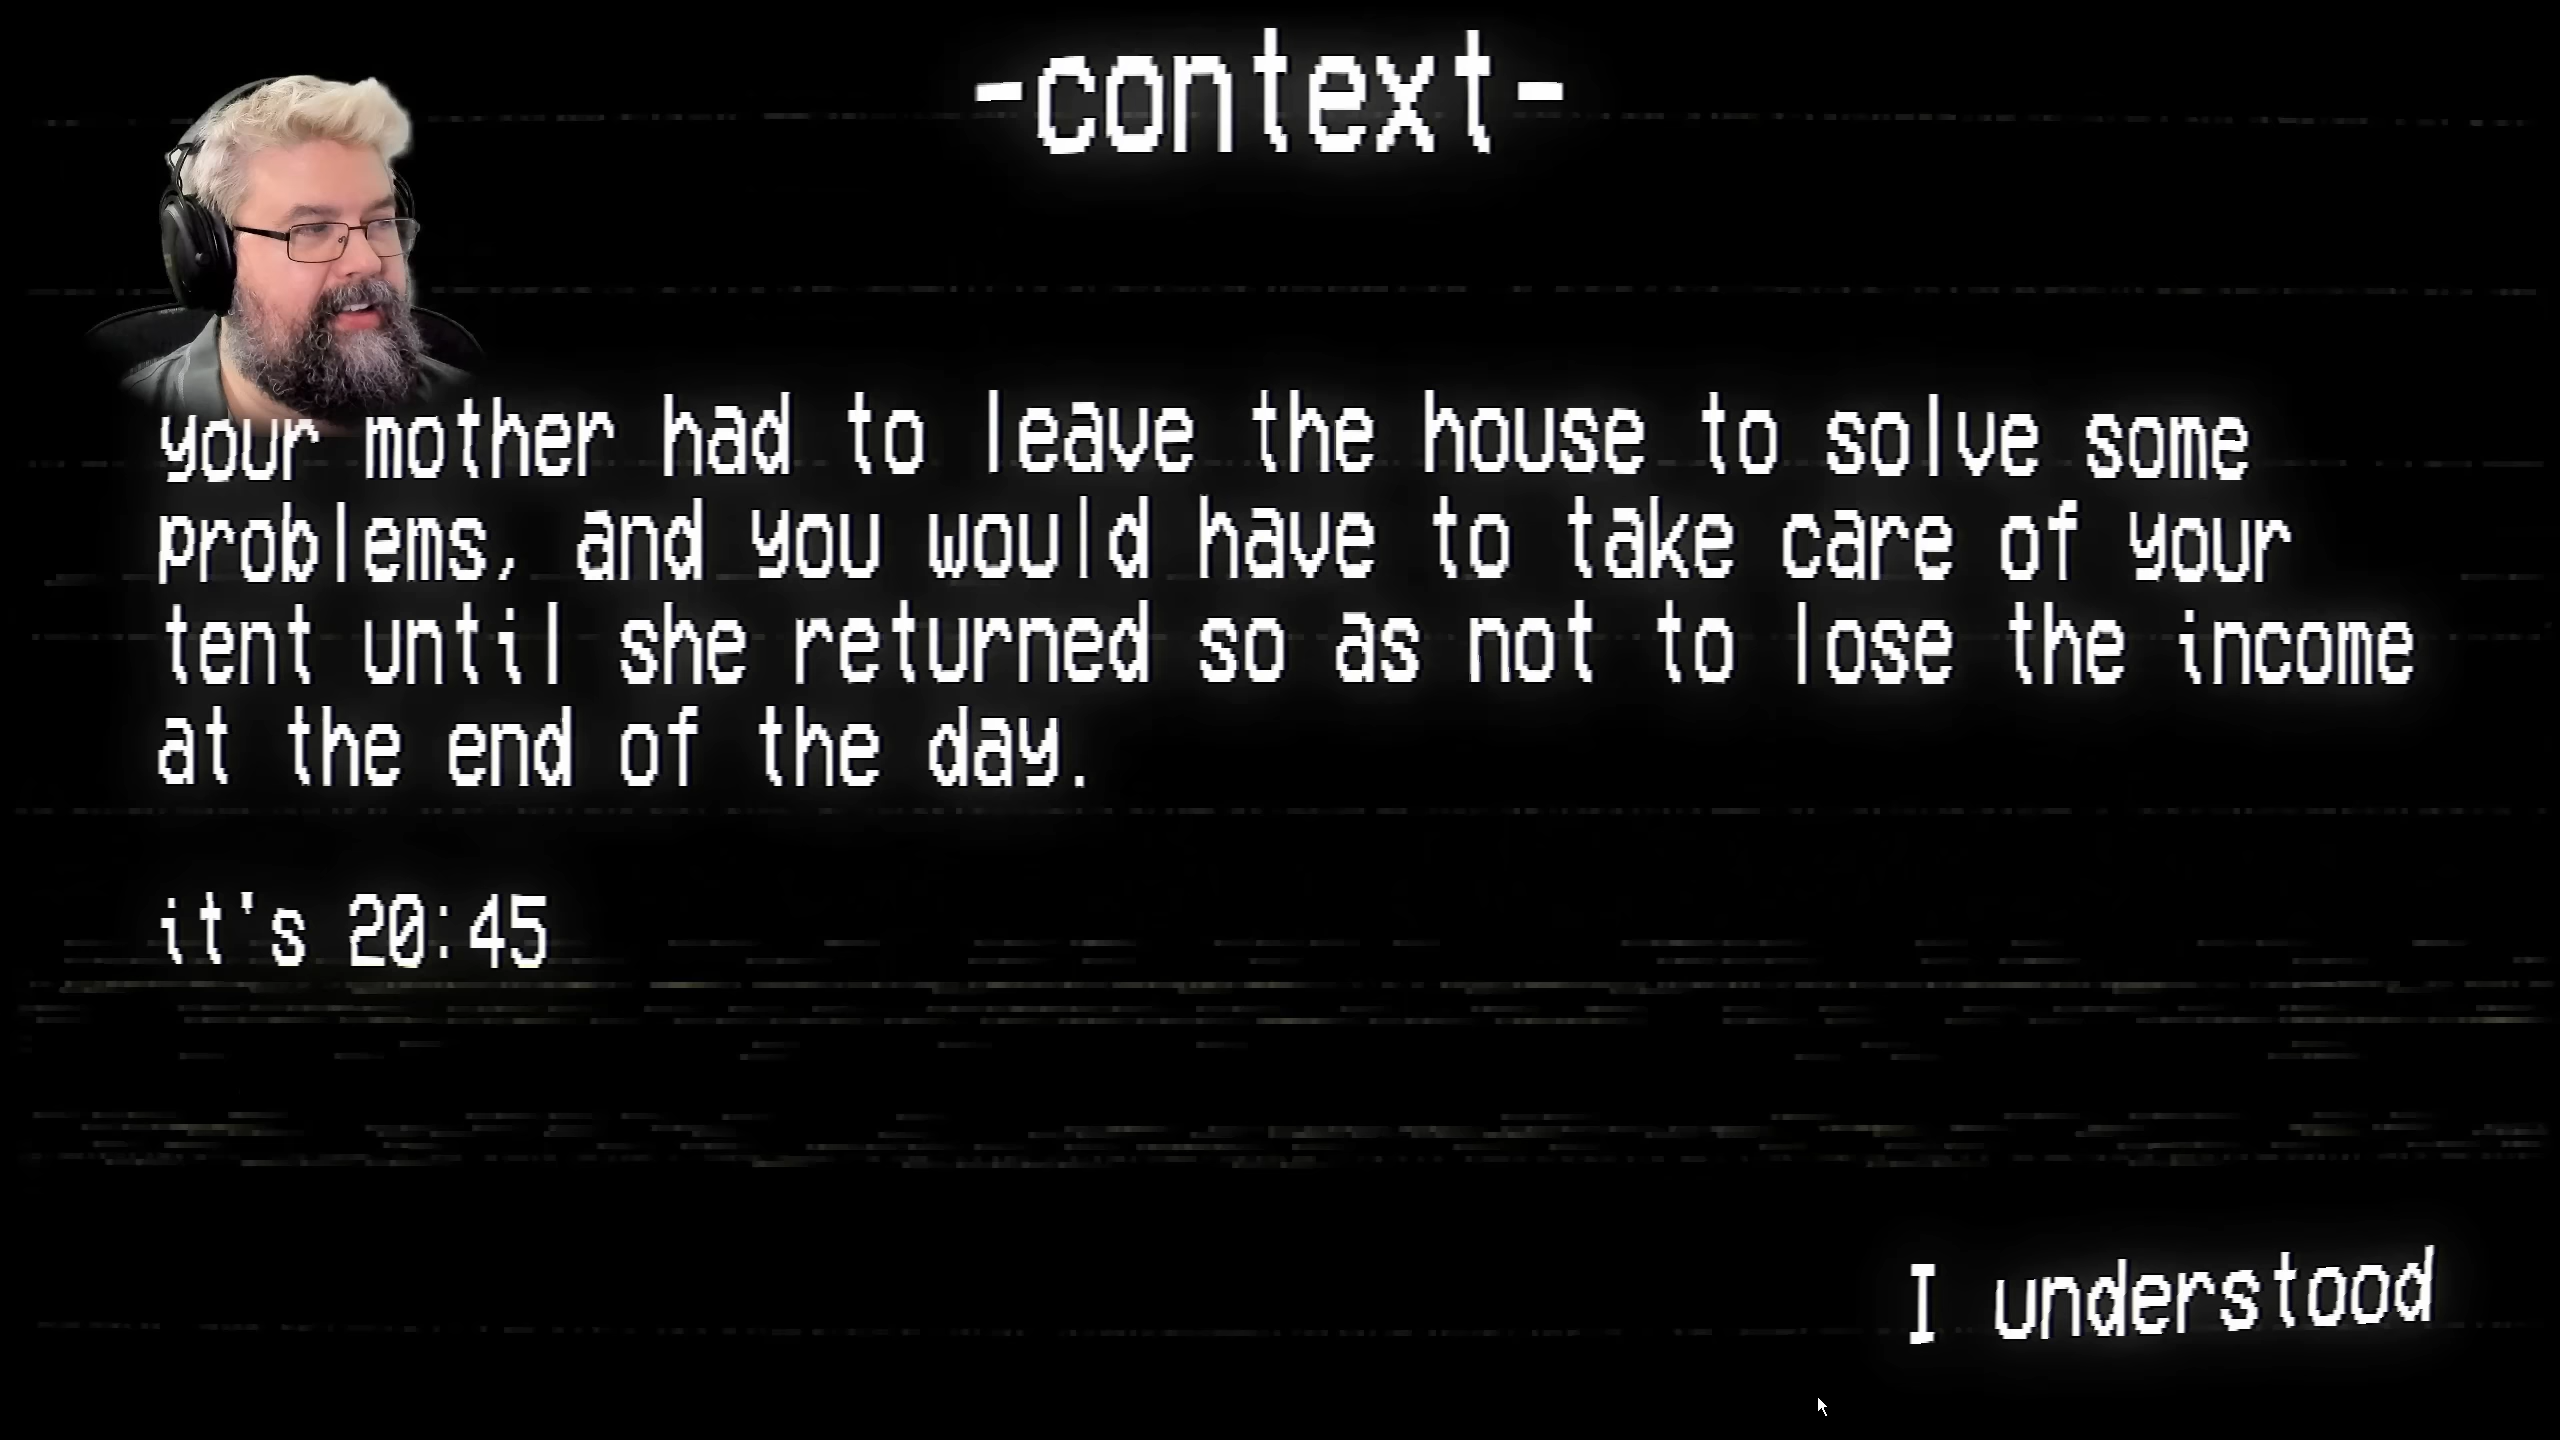 -context-
your mother had to leave the house to solve some
problems, and you would have to take care of your
tent until she returned so as not to lose the income
at the end of the day.
it's 20:45
I understood